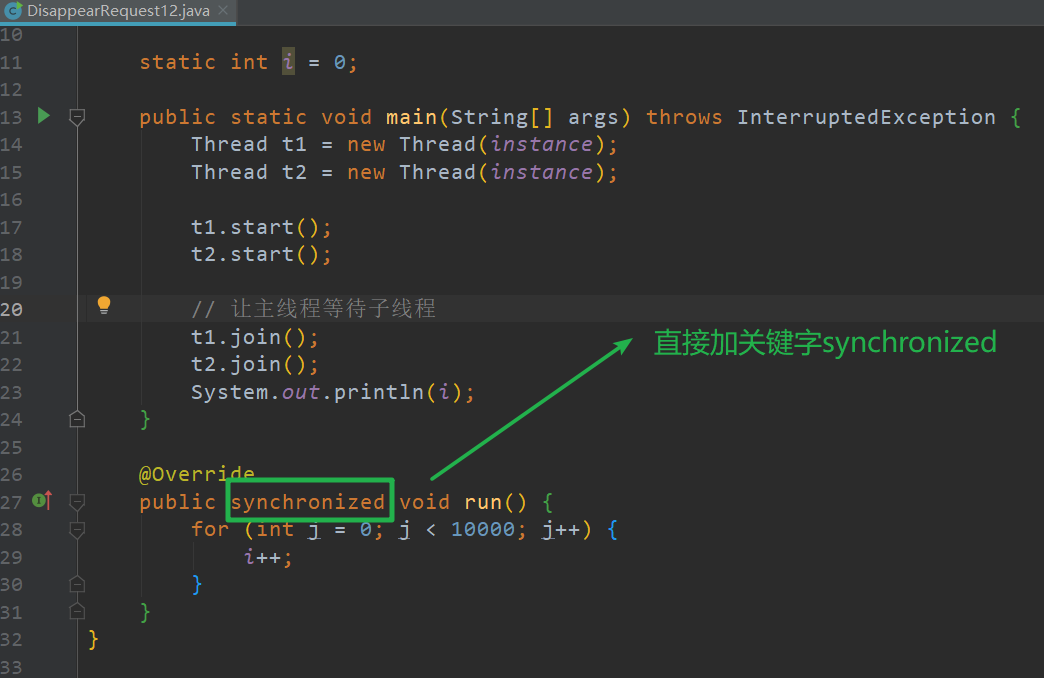 DisappearRequest12.java
10
11 static int i = 0;
12
13 public static void main(String[] args) throws InterruptedException {
14 Thread t1 = new Thread(instance);
15 Thread t2 = new Thread(instance);
16
17 t1.start();
18 t2.start();
19
20 // 让主线程等待子线程
21 t1.join();
直接加关键字synchronized
22 t2.join();
23 System.out.println(i);
24 }
25
26 @Override
27 public synchronized void run() {
28 for (int j = 0; j < 10000; j++) {
29 i++;
30 }
31 }
32 }
33